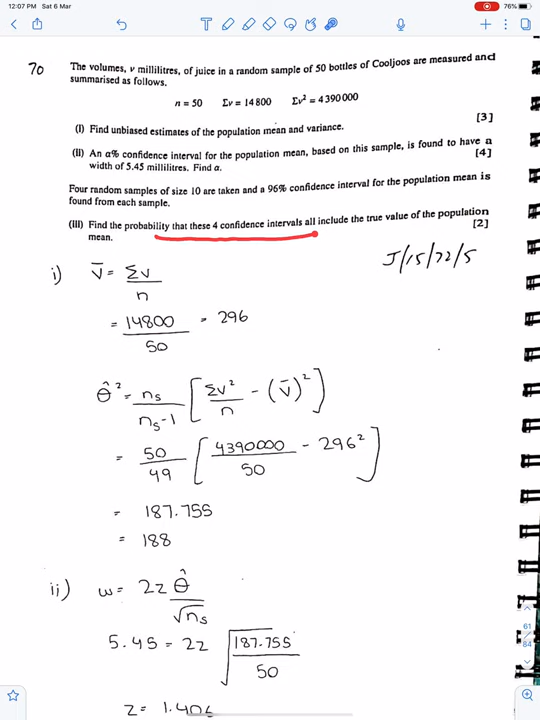 12:07 PM Sat 6 Mar
76%
T
70
The volumes, v millilitres, of juice in a random sample of 50 bottles of Cooljoos are measured and
summarised as follows.
n = 50 Σv = 14800 Σv² = 4390000
(i) Find unbiased estimates of the population mean and variance.
[3]
(ii) An α% confidence interval for the population mean, based on this sample, is found to have a
width of 5.45 millilitres. Find α.
[4]
Four random samples of size 10 are taken and a 96% confidence interval for the population mean is
found from each sample.
(iii) Find the probability that these 4 confidence intervals all include the true value of the population
mean.
[2]
J/15/72/5
i) v̄ = Σv / n
= 14800 / 50 = 296
θ̂² = nₛ / (nₛ-1) [ Σv² / n - (v̄)² ]
= 50 / 49 [ 4390000 / 50 - 296² ]
= 187.755
= 188
ii) w = 2z θ̂ / √nₛ
5.45 = 2z √(187.755 / 50)
z = 1.406
61
84